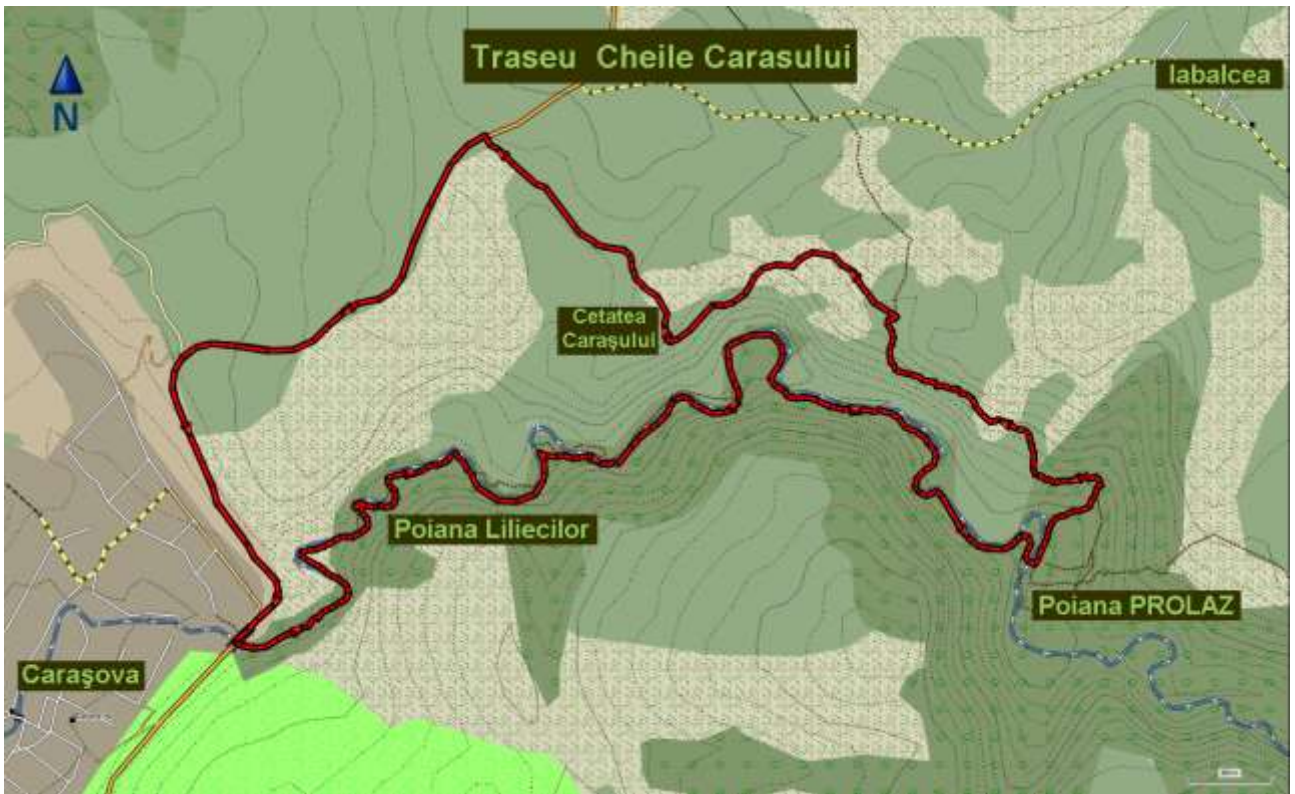 Traseu Cheile Carasului
Iabalcea
N
Cetatea
Caraşului
Poiana Liliecilor
Poiana PROLAZ
Caraşova